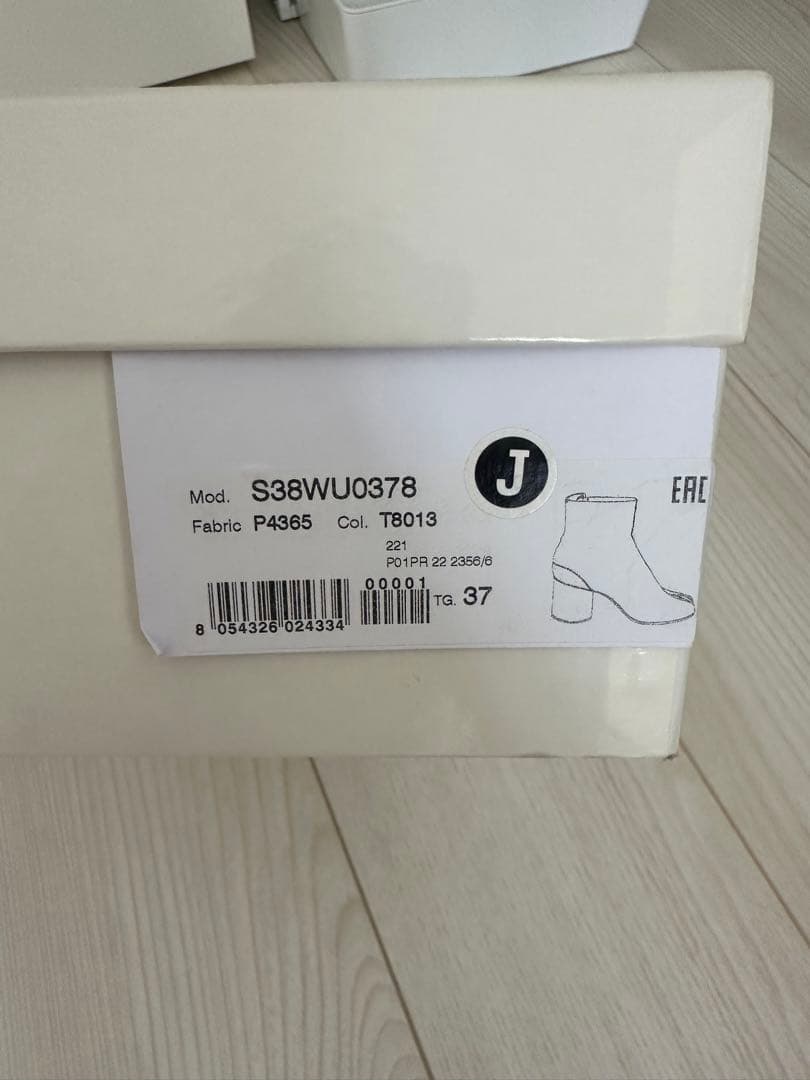 J
Mod. S38WU0378
EAC
Fabric P4365 Col. T8013
221
P01PR 22 2356/6
00001
TG. 37
8 054326 024334